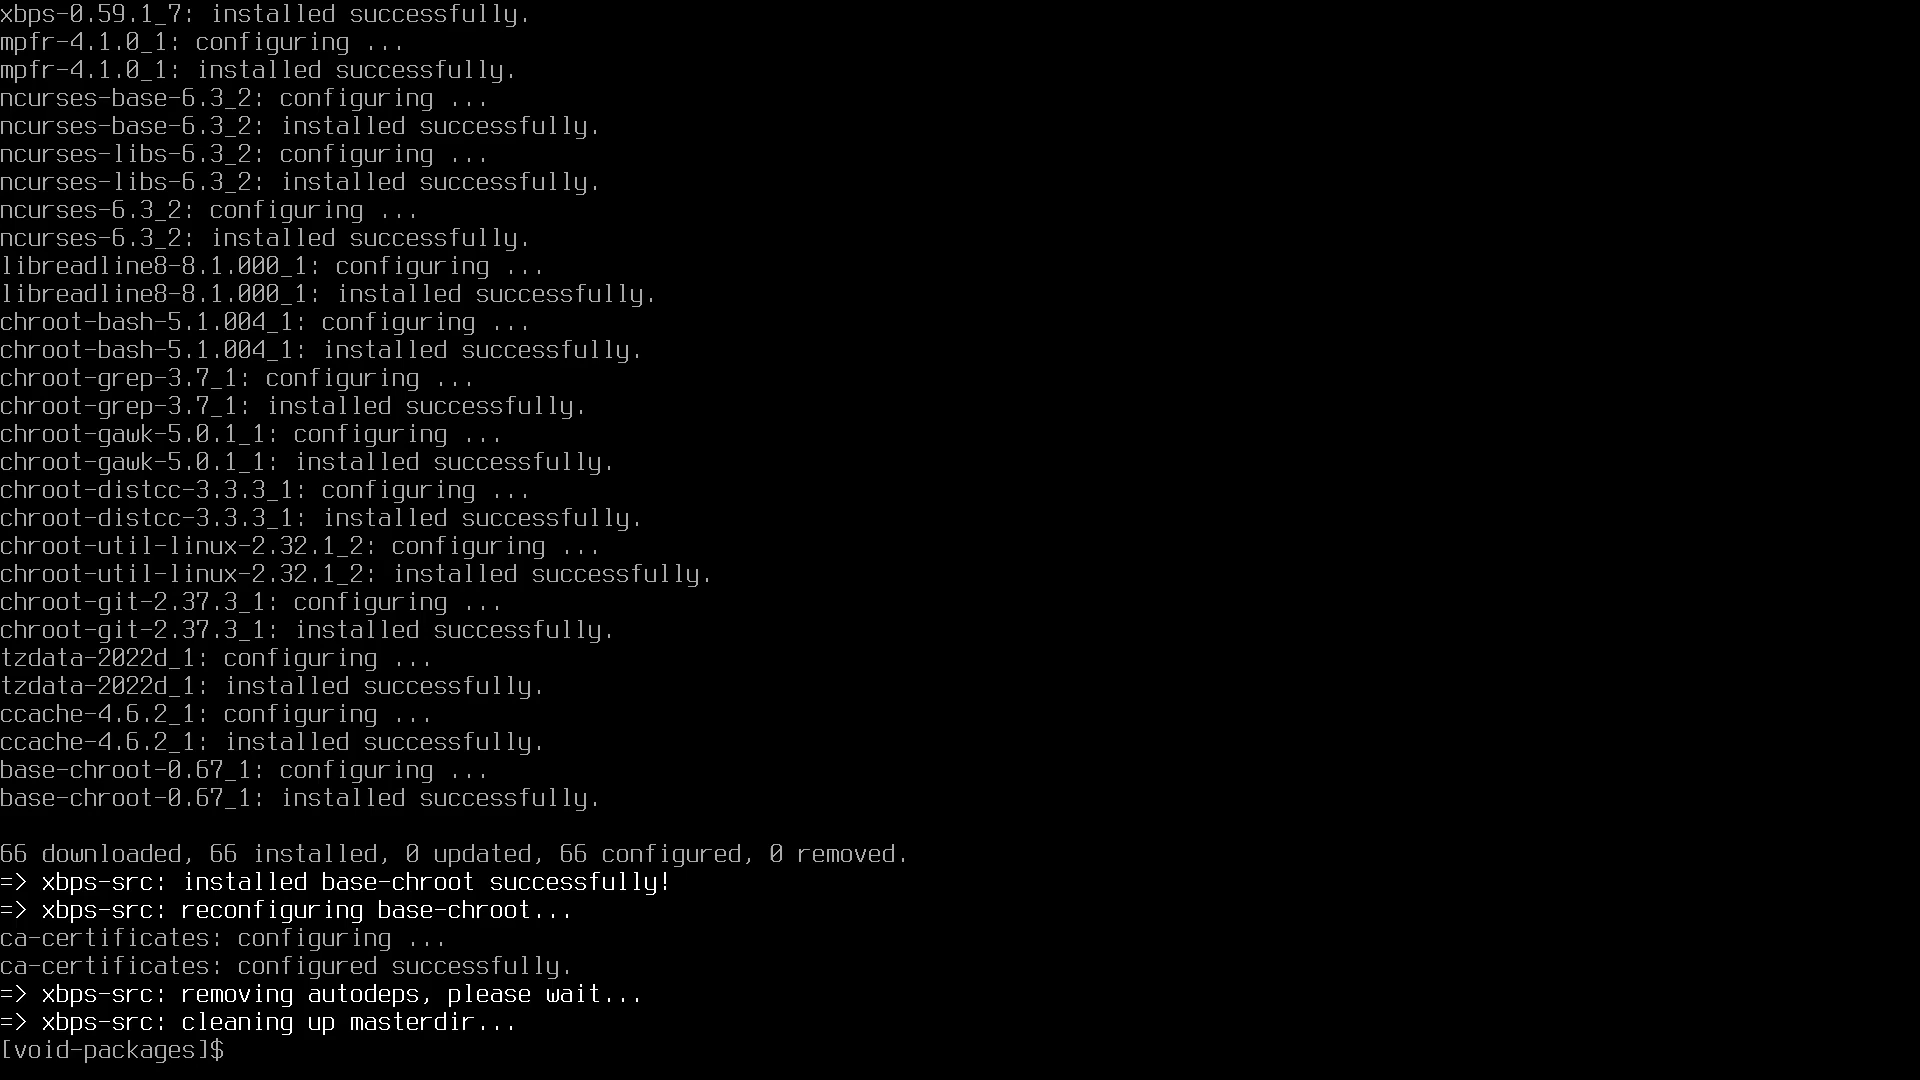 xbps-0.59.1_7: installed successfully.
mpfr-4.1.0_1: configuring ...
mpfr-4.1.0_1: installed successfully.
ncurses-base-6.3_2: configuring ...
ncurses-base-6.3_2: installed successfully.
ncurses-libs-6.3_2: configuring ...
ncurses-libs-6.3_2: installed successfully.
ncurses-6.3_2: configuring ...
ncurses-6.3_2: installed successfully.
libreadline8-8.1.000_1: configuring ...
libreadline8-8.1.000_1: installed successfully.
chroot-bash-5.1.004_1: configuring ...
chroot-bash-5.1.004_1: installed successfully.
chroot-grep-3.7_1: configuring ...
chroot-grep-3.7_1: installed successfully.
chroot-gawk-5.0.1_1: configuring ...
chroot-gawk-5.0.1_1: installed successfully.
chroot-distcc-3.3.3_1: configuring ...
chroot-distcc-3.3.3_1: installed successfully.
chroot-util-linux-2.32.1_2: configuring ...
chroot-util-linux-2.32.1_2: installed successfully.
chroot-git-2.37.3_1: configuring ...
chroot-git-2.37.3_1: installed successfully.
tzdata-2022d_1: configuring ...
tzdata-2022d_1: installed successfully.
ccache-4.6.2_1: configuring ...
ccache-4.6.2_1: installed successfully.
base-chroot-0.67_1: configuring ...
base-chroot-0.67_1: installed successfully.
66 downloaded, 66 installed, 0 updated, 66 configured, 0 removed.
=> xbps-src: installed base-chroot successfully!
=> xbps-src: reconfiguring base-chroot...
ca-certificates: configuring ...
ca-certificates: configured successfully.
=> xbps-src: removing autodeps, please wait...
=> xbps-src: cleaning up masterdir...
[void-packages]$